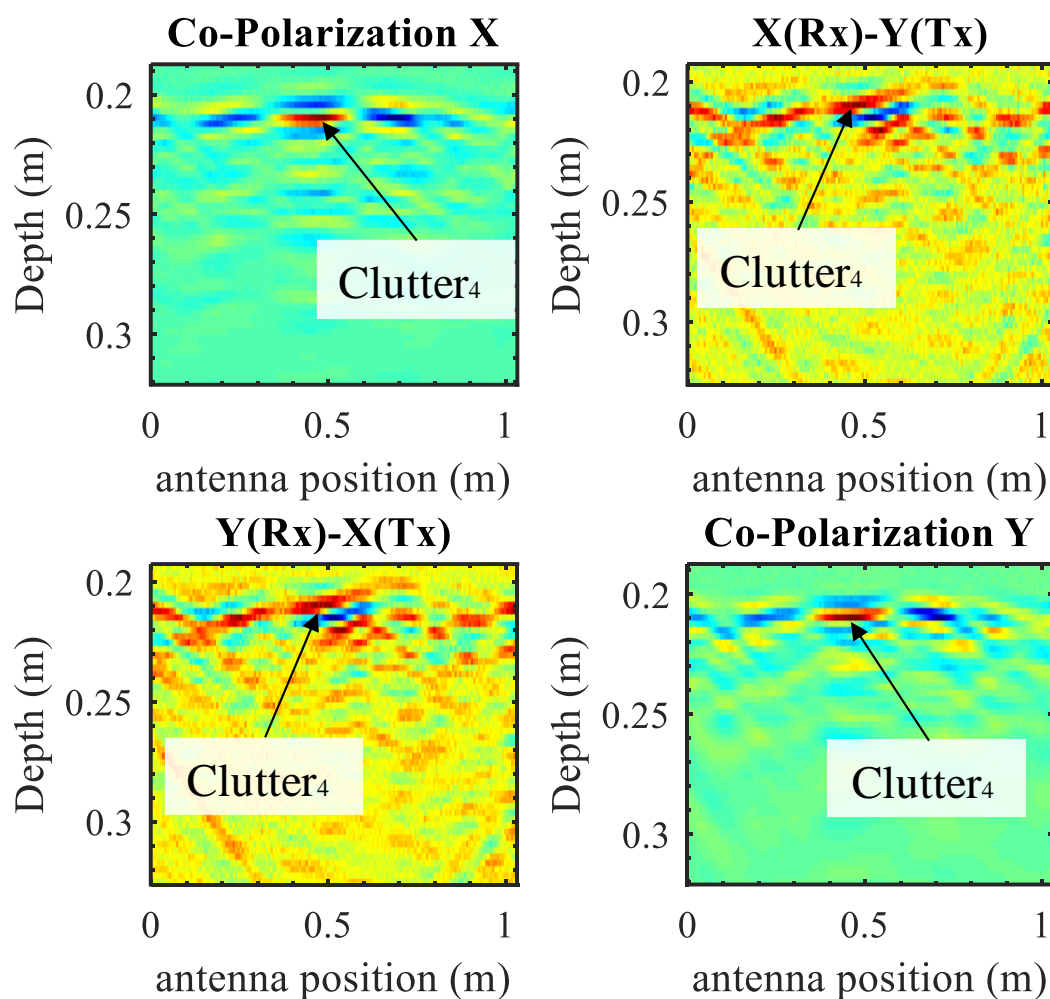 Co-Polarization X
0.2
0.25
0.3
Depth (m)
Clutter4
0
0.5
1
antenna position (m)
X(Rx)-Y(Tx)
0.2
0.25
0.3
Depth (m)
Clutter4
0
0.5
1
antenna position (m)
Y(Rx)-X(Tx)
0.2
0.25
0.3
Depth (m)
Clutter4
0
0.5
1
antenna position (m)
Co-Polarization Y
0.2
0.25
0.3
Depth (m)
Clutter4
0
0.5
1
antenna position (m)